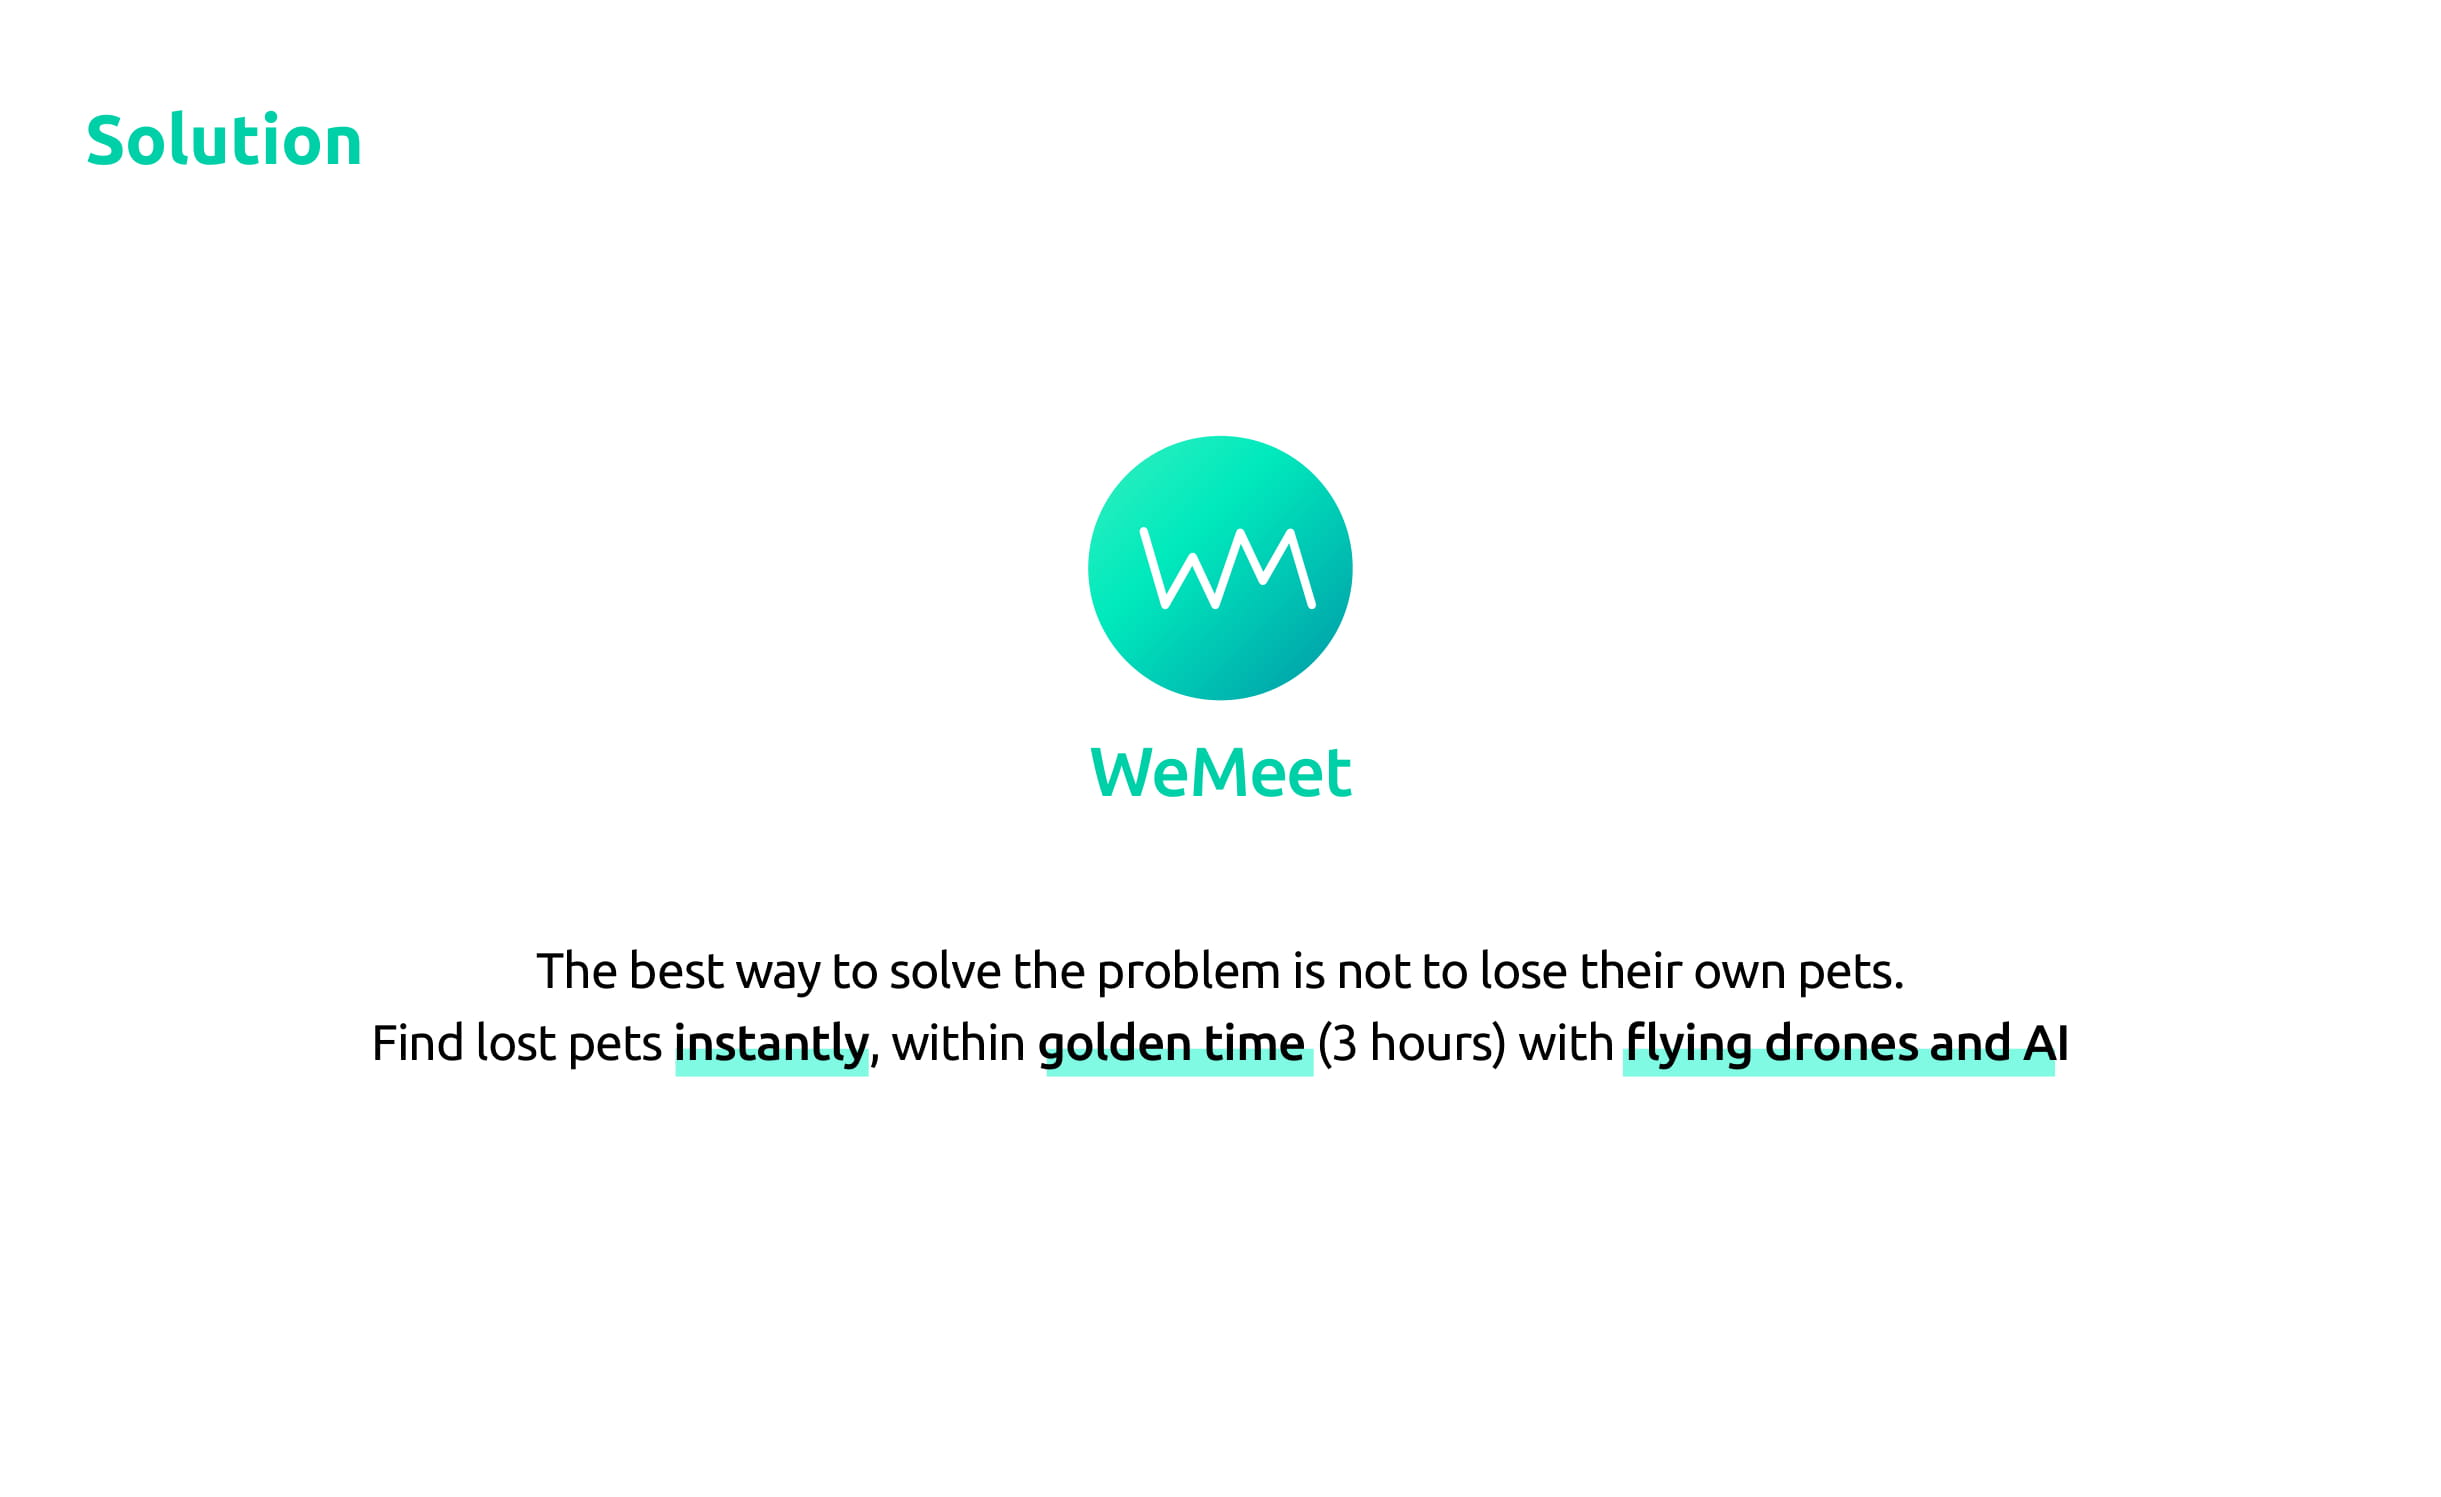 Solution
WM
WeMeet
The best way to solve the problem is not to lose their own pets.
Find lost pets instantly, within golden time (3 hours) with flying drones and AI